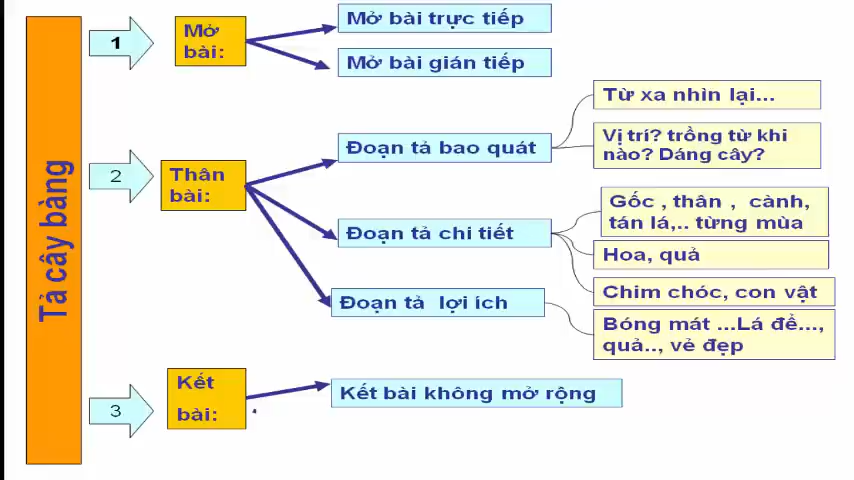 Tả cây bàng
1
Mở
bài:
Mở bài trực tiếp
Mở bài gián tiếp
2
Thân
bài:
Đoạn tả bao quát
Từ xa nhìn lại...
Vị trí? trồng từ khi
nào? Dáng cây?
Đoạn tả chi tiết
Gốc , thân , cành,
tán lá,.. từng mùa
Hoa, quả
Chim chóc, con vật
Đoạn tả lợi ích
Bóng mát ...Lá để...,
quả.., vẻ đẹp
3
Kết
bài:
Kết bài không mở rộng